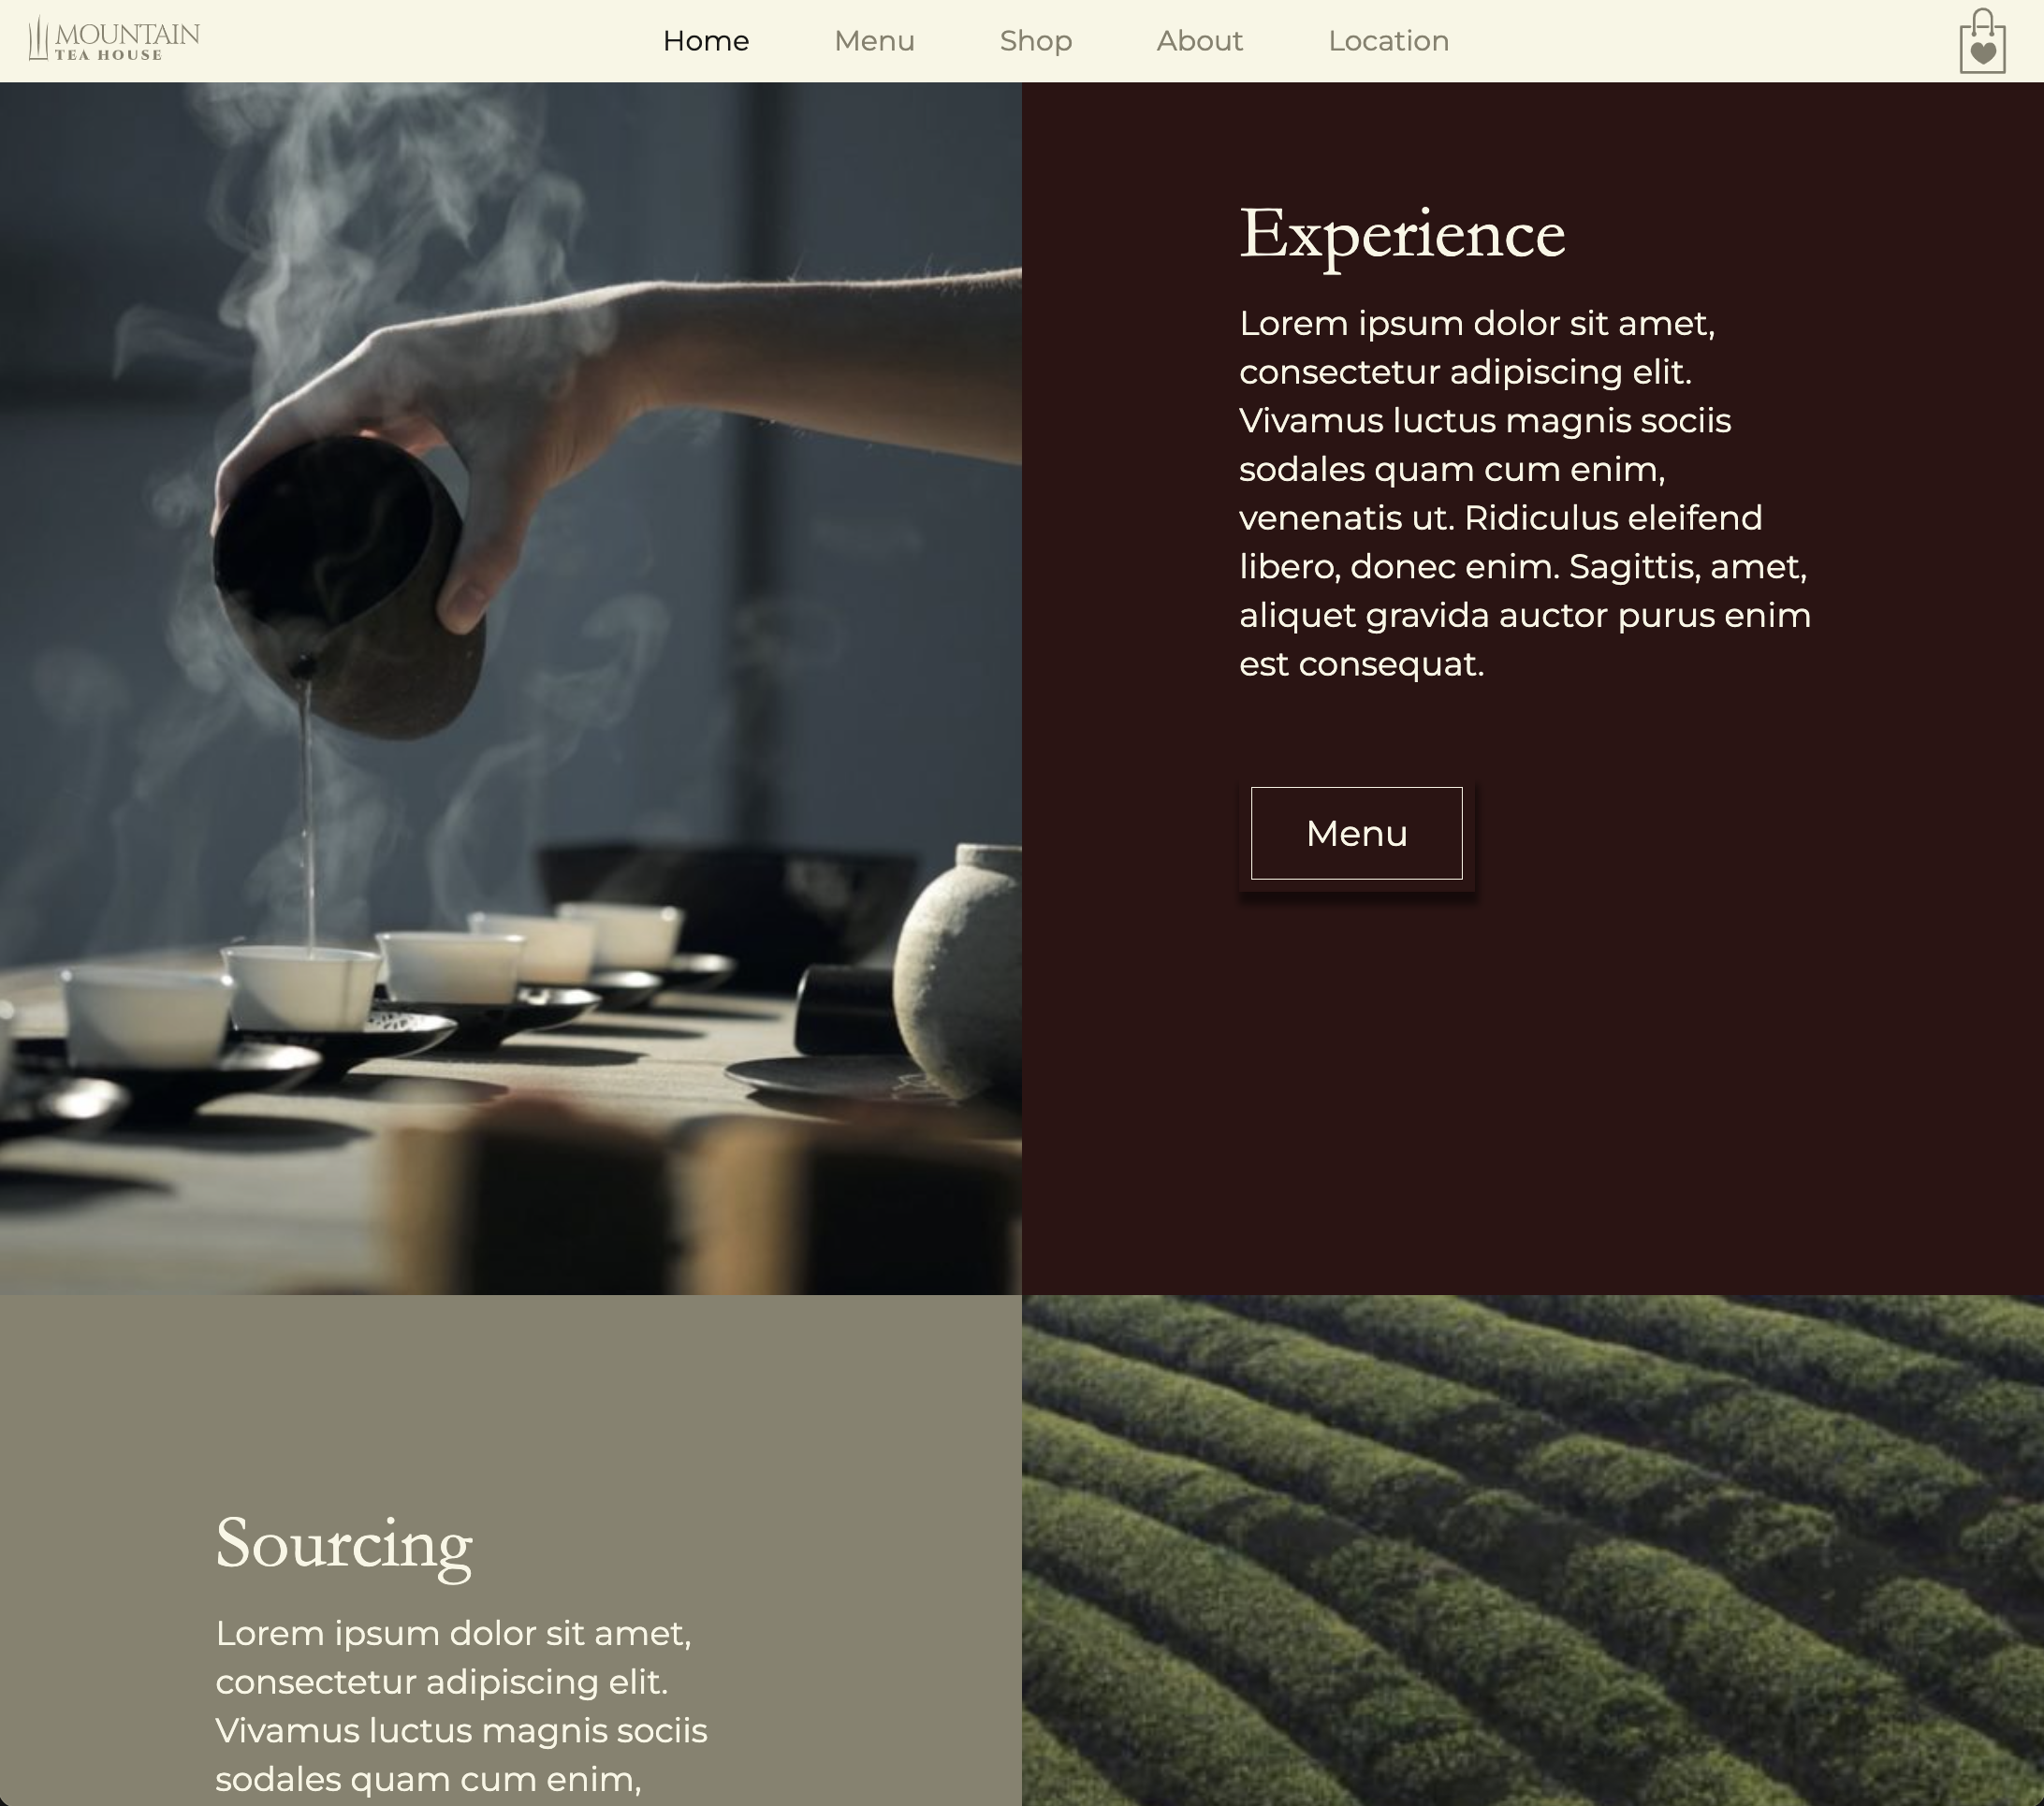 MOUNTAIN
TEA HOUSE
Home
Menu
Shop
About
Location
Experience
Lorem ipsum dolor sit amet,
consectetur adipiscing elit.
Vivamus luctus magnis sociis
sodales quam cum enim,
venenatis ut. Ridiculus eleifend
libero, donec enim. Sagittis, amet,
aliquet gravida auctor purus enim
est consequat.
Menu
Sourcing
Lorem ipsum dolor sit amet,
consectetur adipiscing elit.
Vivamus luctus magnis sociis
sodales quam cum enim,